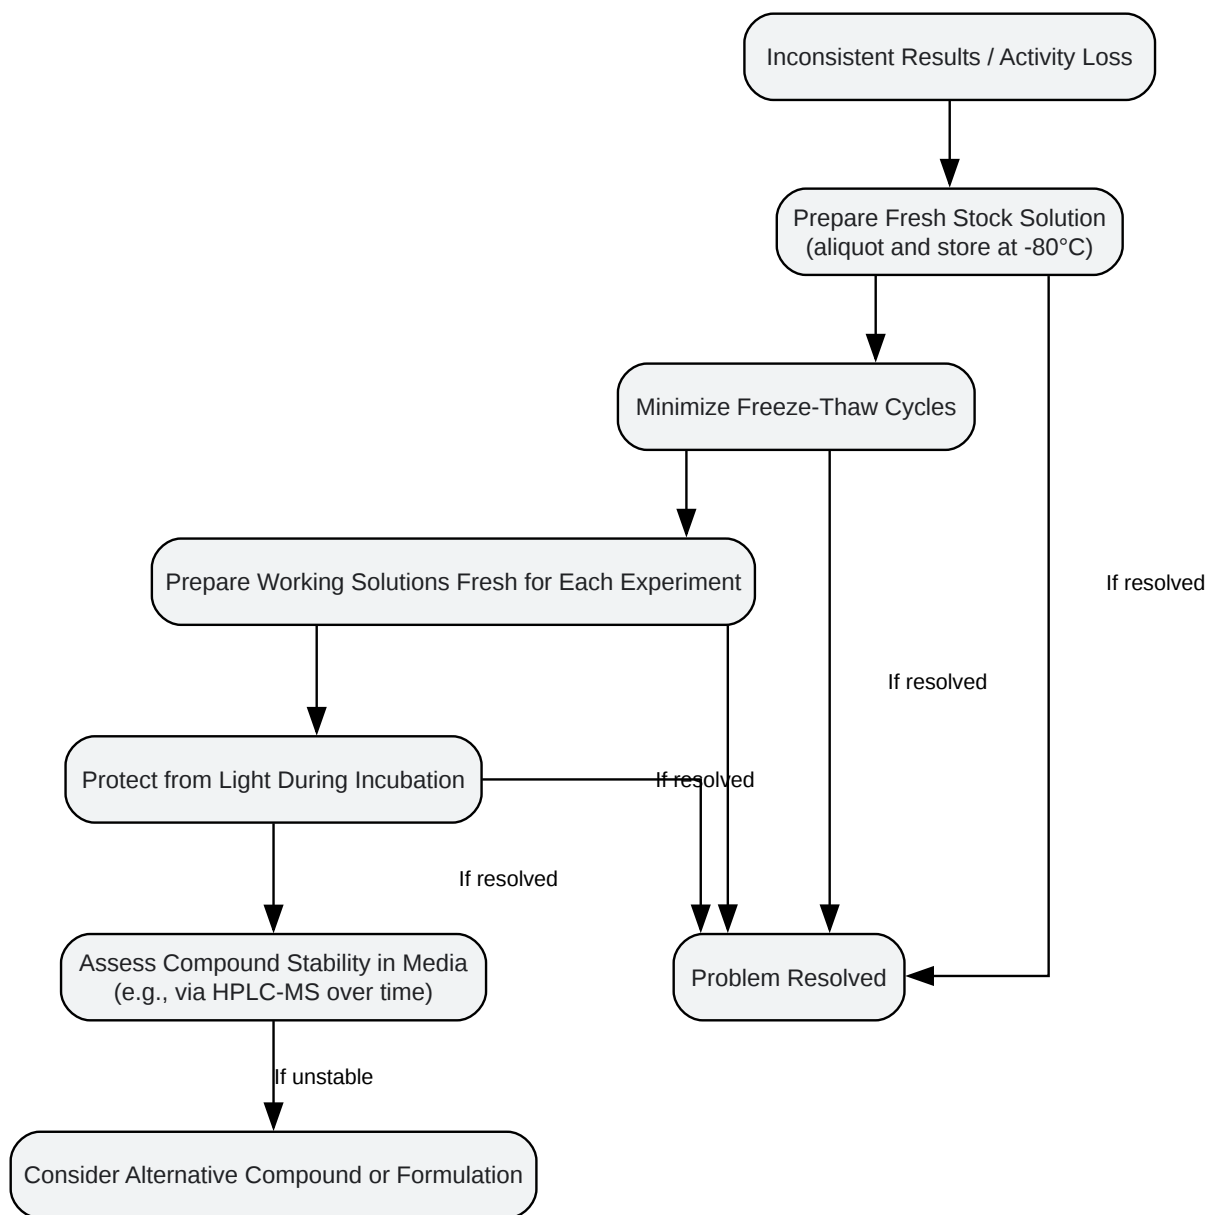 Inconsistent Results / Activity Loss
Prepare Fresh Stock Solution
(aliquot and store at -80°C)
Minimize Freeze-Thaw Cycles
Prepare Working Solutions Fresh for Each Experiment
If resolved
If resolved
Protect from Light During Incubation
If resolved
If resolved
Assess Compound Stability in Media
(e.g., via HPLC-MS over time)
Problem Resolved
If unstable
Consider Alternative Compound or Formulation